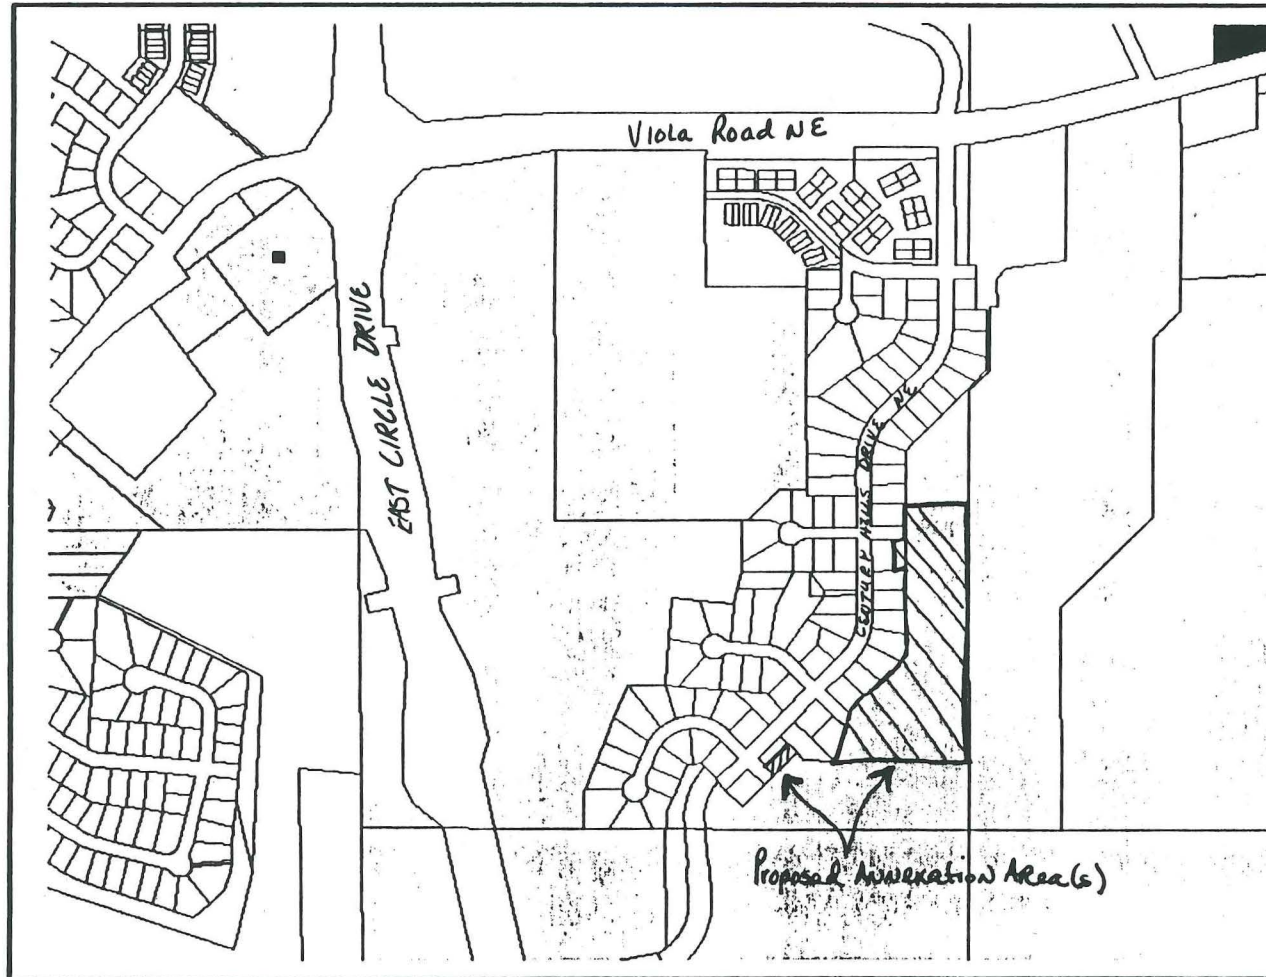 Viola Road NE
EAST CIRCLE DRIVE
CENTURY HILLS DRIVE NE
Proposed Annexation Area(s)